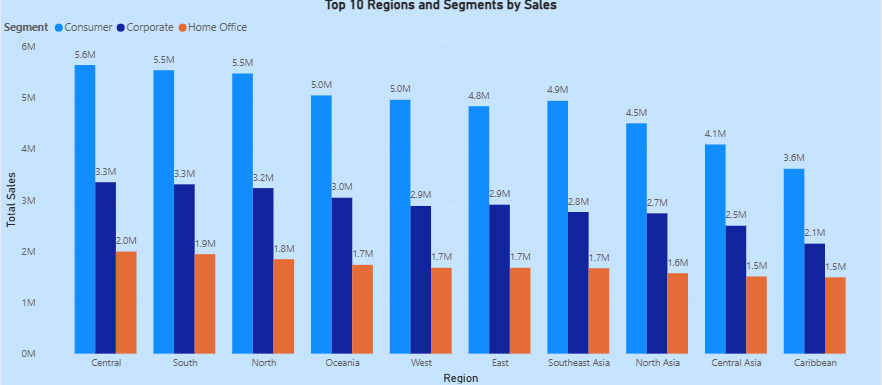 Top 10 Regions and Segments by Sales
Segment Consumer Corporate Home Office
Total Sales
6M
5M
4M
3M
2M
1M
0M
5.6M 3.3M 2.0M
5.5M 3.3M 1.9M
5.5M 3.2M 1.8M
5.0M 3.0M 1.7M
5.0M 2.9M 1.7M
4.8M 2.9M 1.7M
4.9M 2.8M 1.7M
4.5M 2.7M 1.6M
4.1M 2.5M 1.5M
3.6M 2.1M 1.5M
Central South North Oceania West East Southeast Asia North Asia Central Asia Caribbean
Region